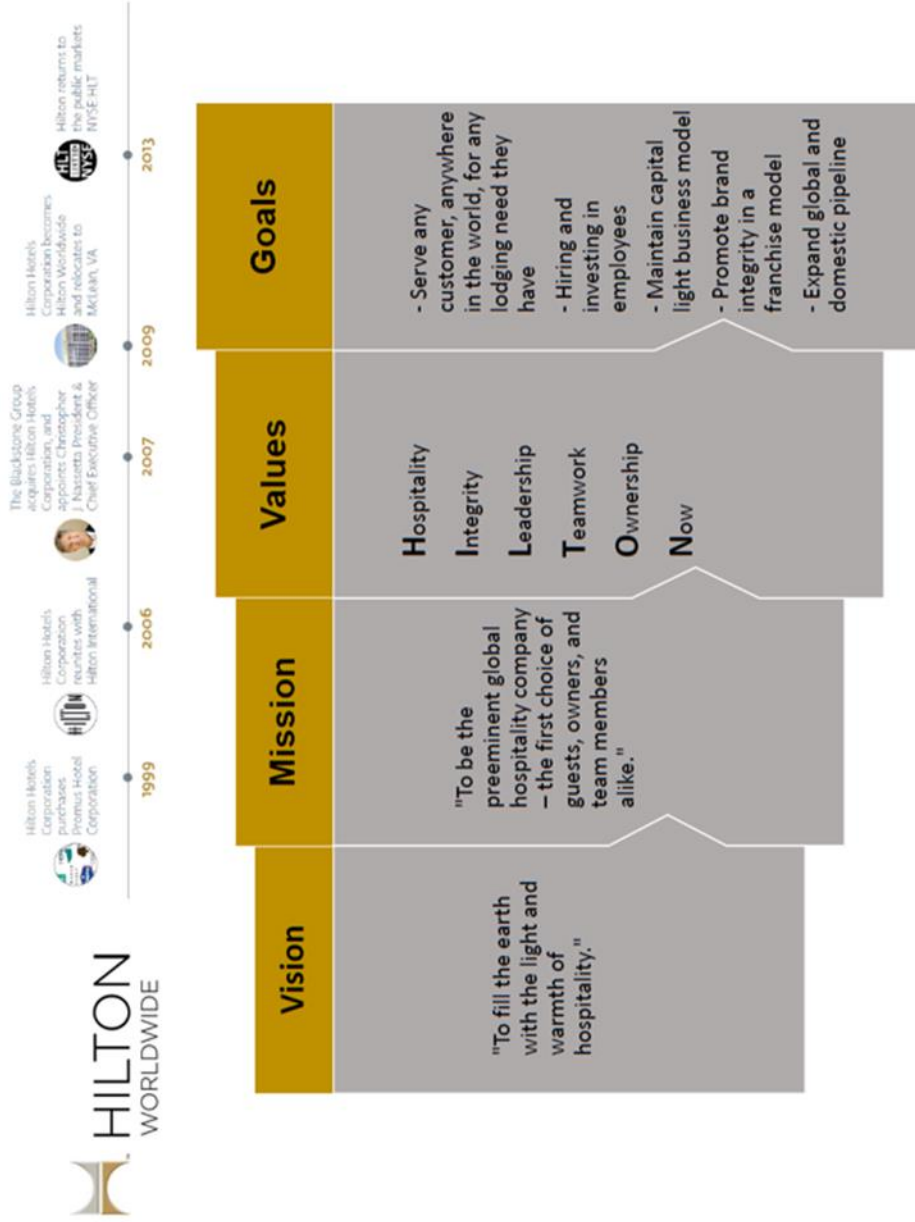 HILTON
WORLDWIDE
Hilton Hotels
Corporation
purchases
Promus Hotel
Corporation
1999
HILTON
Hilton Hotels
Corporation
reunites with
Hilton International
2006
The Blackstone Group
acquires Hilton Hotels
Corporation, and
appoints Christopher
J. Nassetta President &
Chief Executive Officer
2007
Hilton Hotels
Corporation becomes
Hilton Worldwide
and relocates to
McLean, VA
2009
HLT
LISTED
NYSE
Hilton returns to
the public markets
NYSE:HLT
2013
Vision
"To fill the earth
with the light and
warmth of
hospitality."
Mission
"To be the
preeminent global
hospitality company
– the first choice of
guests, owners, and
team members
alike."
Values
Hospitality
Integrity
Leadership
Teamwork
Ownership
Now
Goals
- Serve any
customer, anywhere
in the world, for any
lodging need they
have
- Hiring and
investing in
employees
- Maintain capital
light business model
- Promote brand
integrity in a
franchise model
- Expand global and
domestic pipeline